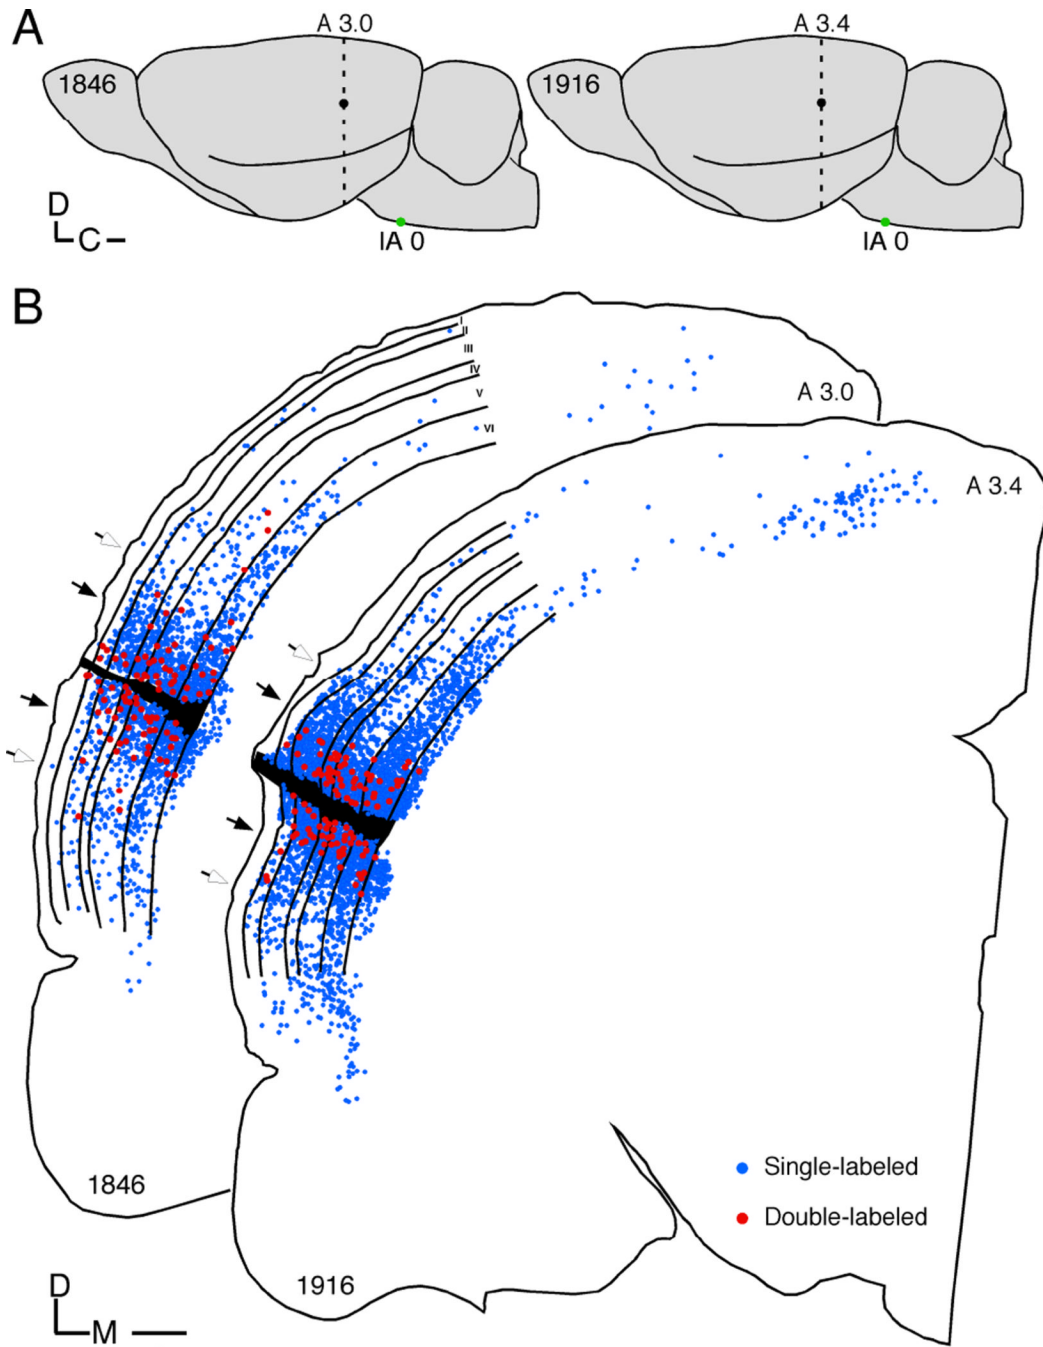 A
A 3.0
A 3.4
1846
1916
D
C
IA 0
IA 0
B
I
II
III
IV
V
VI
A 3.0
A 3.4
Single-labeled
Double-labeled
1846
1916
D
M